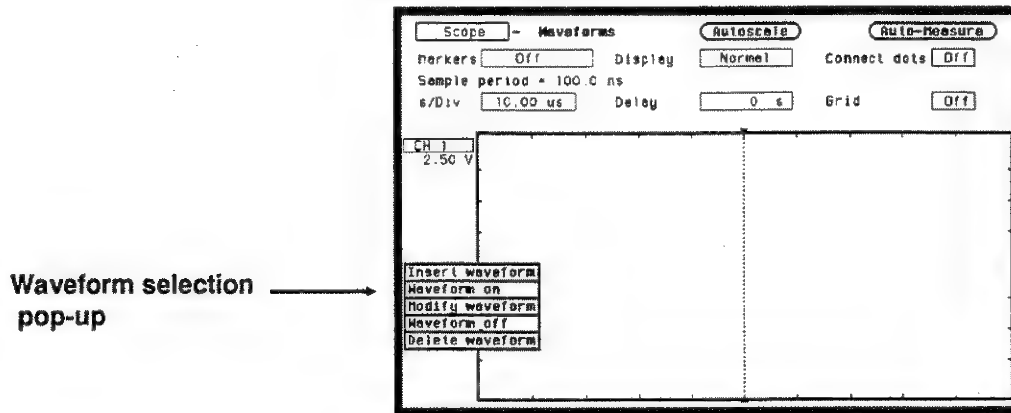 Scope - Waveforms Autoscale Auto-Measure
Markers Off Display Normal Connect dots Off
Sample period = 100.0 ns
s/Div 10.00 us Delay 0 s Grid Off
CH 1
2.50 V
Insert waveform
Waveform on
Modify waveform
Waveform off
Delete waveform
Waveform selection
pop-up